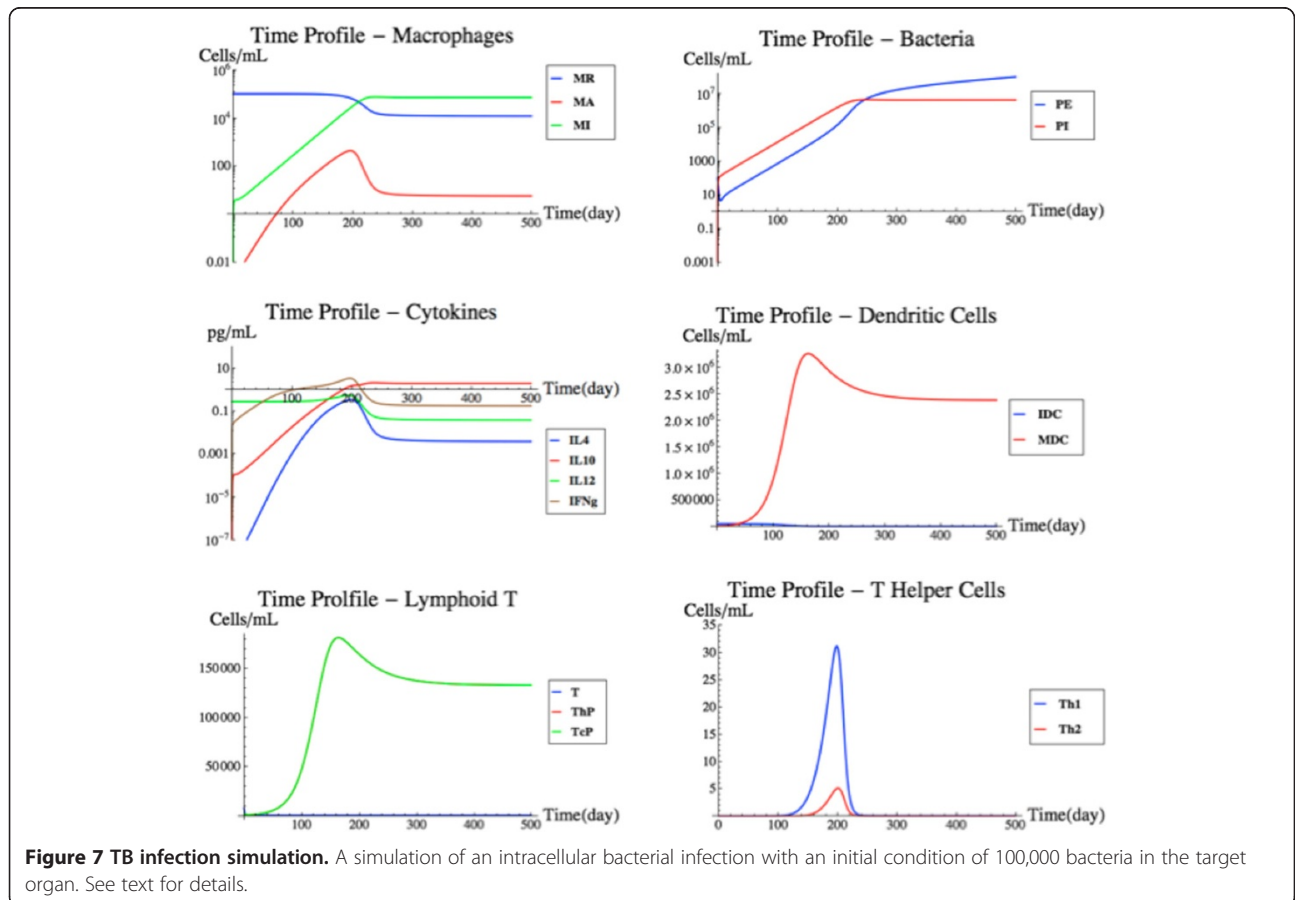 Time Profile – Macrophages
Cells/mL
10^6
10^4
100
0.01
100 200 300 400 500
Time(day)
MR
MA
MI
Time Profile – Bacteria
Cells/mL
10^7
10^5
1000
10
0.1
0.001
100 200 300 400 500
Time(day)
PE
PI
Time Profile – Cytokines
pg/mL
10
0.1
0.001
10^-5
10^-7
100 200 300 400 500
Time(day)
IL4
IL10
IL12
IFNg
Time Profile – Dendritic Cells
Cells/mL
3.0 × 10^6
2.5 × 10^6
2.0 × 10^6
1.5 × 10^6
1.0 × 10^6
500000
100 200 300 400 500
Time(day)
IDC
MDC
Time Prolfile – Lymphoid T
Cells/mL
150000
100000
50000
100 200 300 400 500
Time(day)
T
ThP
TcP
Time Profile – T Helper Cells
Cells/mL
35
30
25
20
15
10
5
0 100 200 300 400 500
Time(day)
Th1
Th2
Figure 7 TB infection simulation. A simulation of an intracellular bacterial infection with an initial condition of 100,000 bacteria in the target
organ. See text for details.